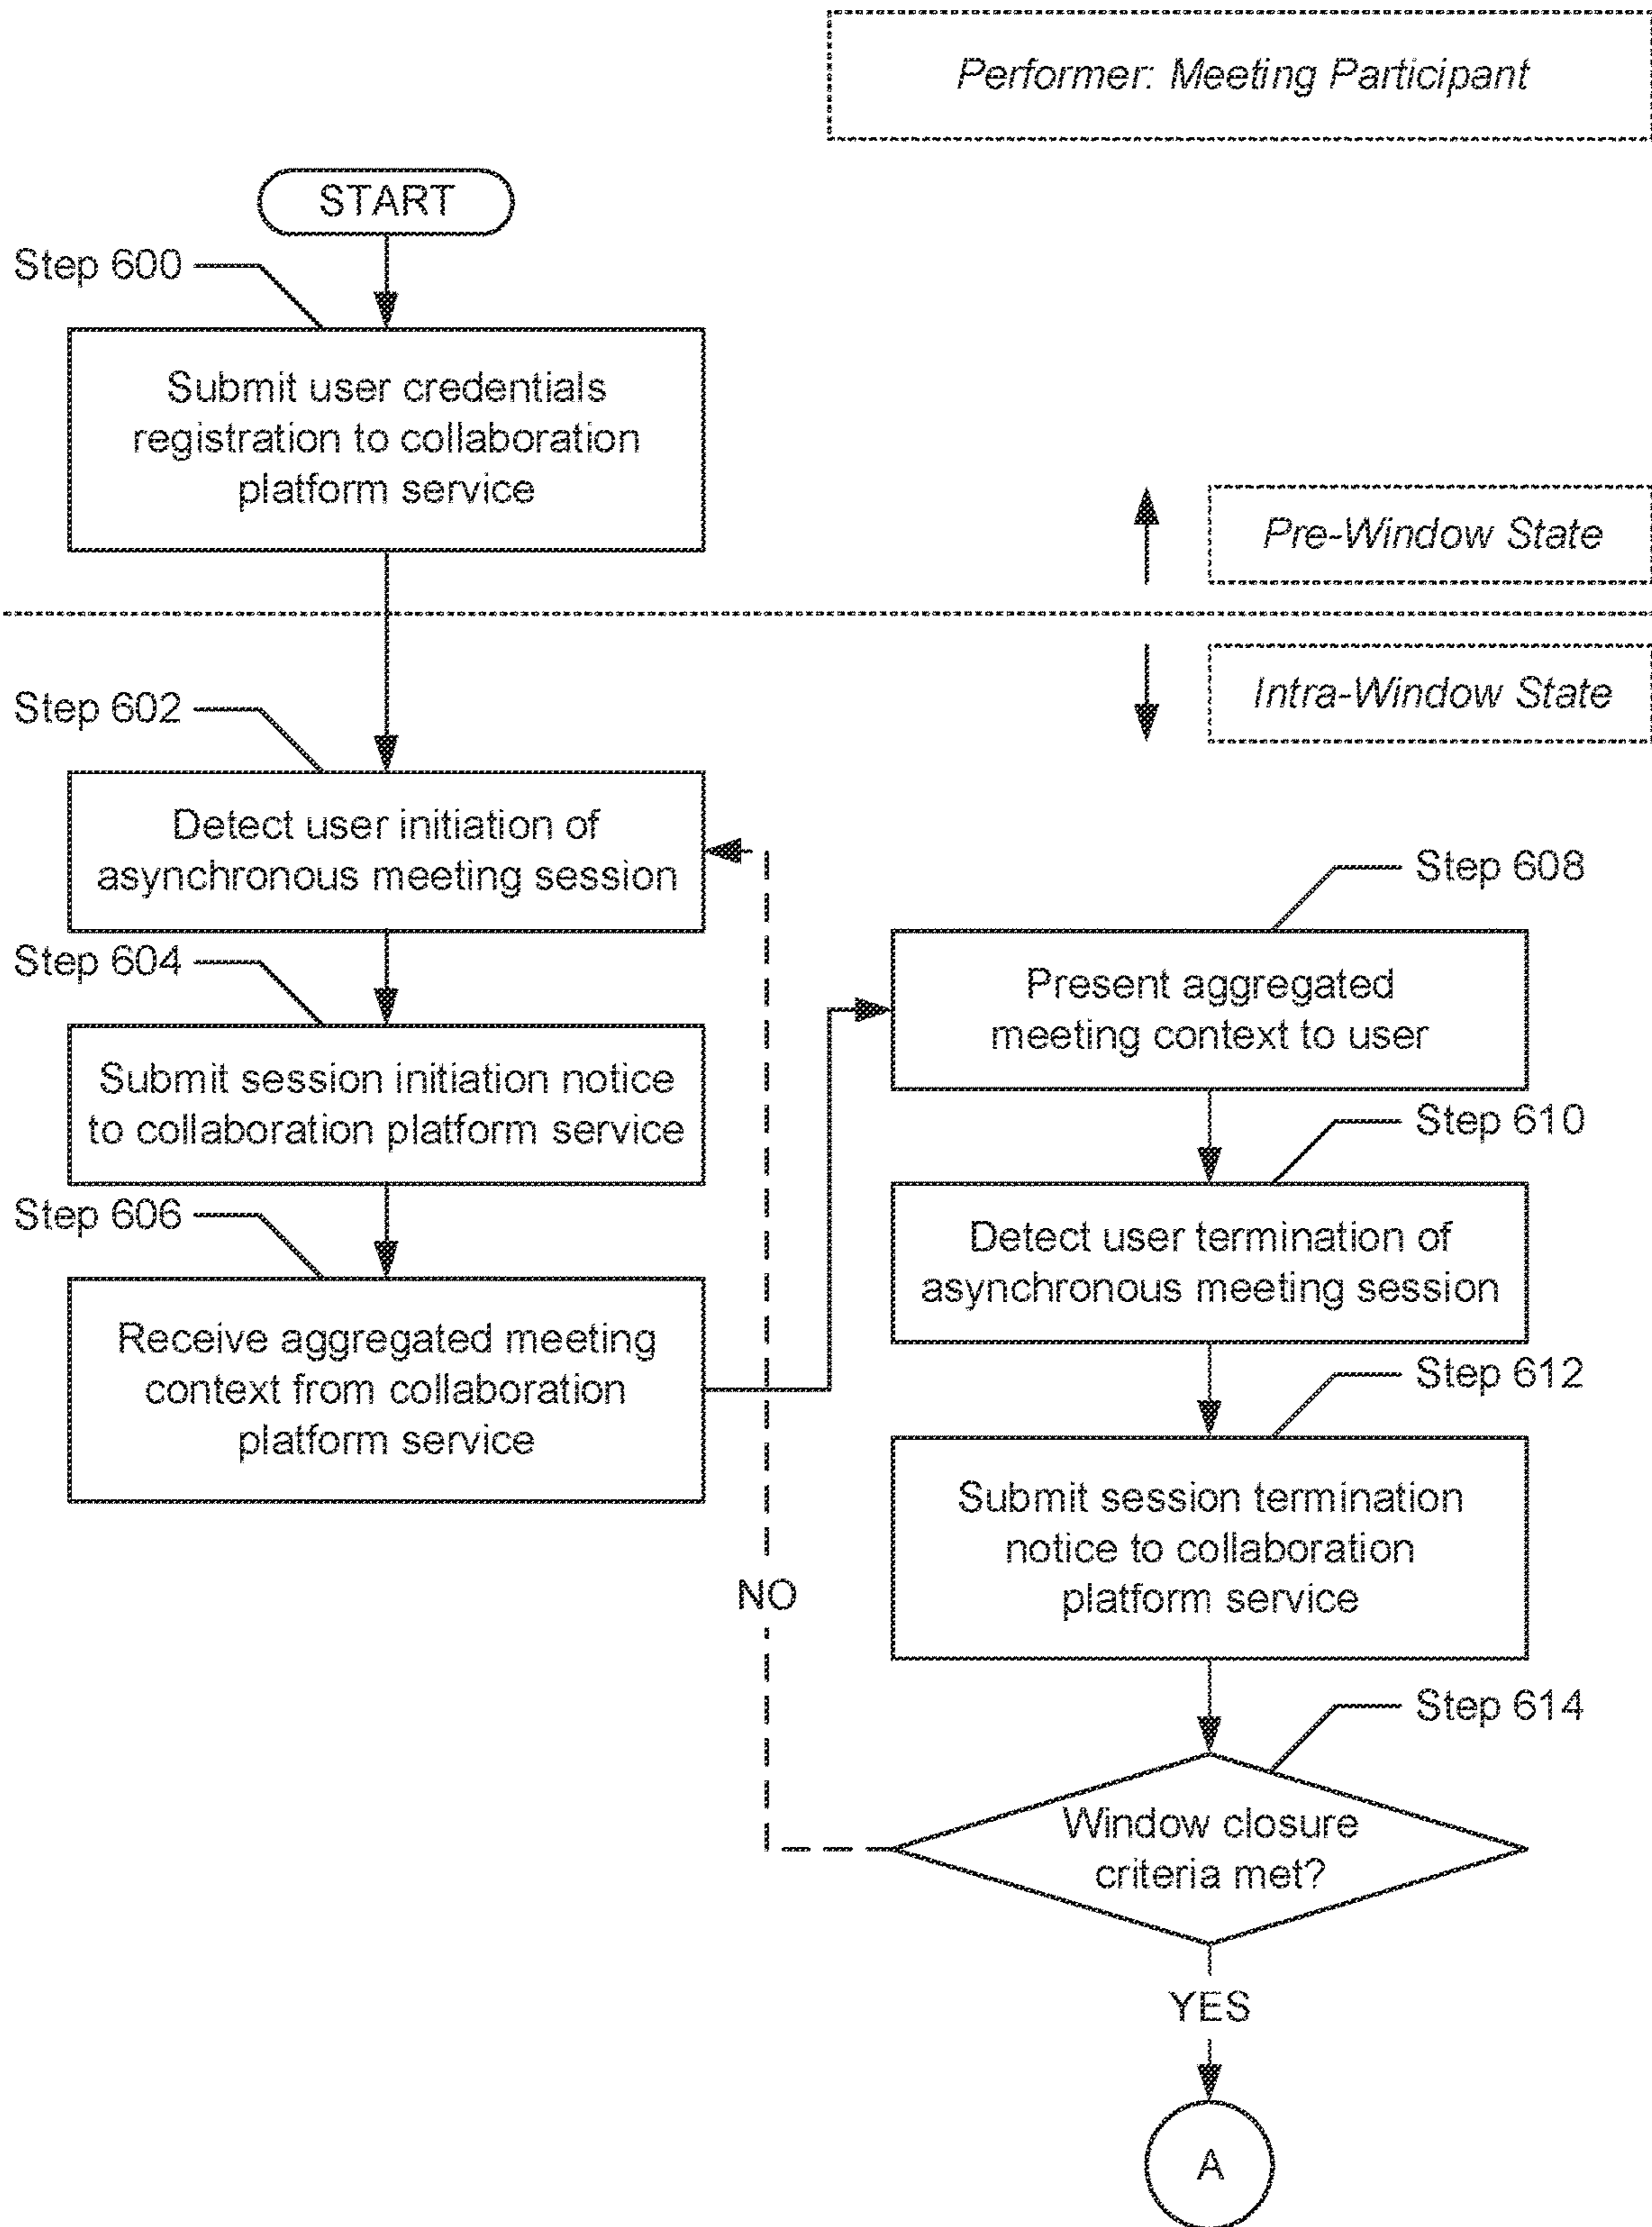 Performer: Meeting Participant
START
Step 600
Submit user credentials
registration to collaboration
platform service
Pre-Window State
Intra-Window State
Step 602
Detect user initiation of
asynchronous meeting session
Step 604
Submit session initiation notice
to collaboration platform service
Step 606
Receive aggregated meeting
context from collaboration
platform service
Step 608
Present aggregated
meeting context to user
Step 610
Detect user termination of
asynchronous meeting session
Step 612
Submit session termination
notice to collaboration
platform service
NO
Step 614
Window closure
criteria met?
YES
A